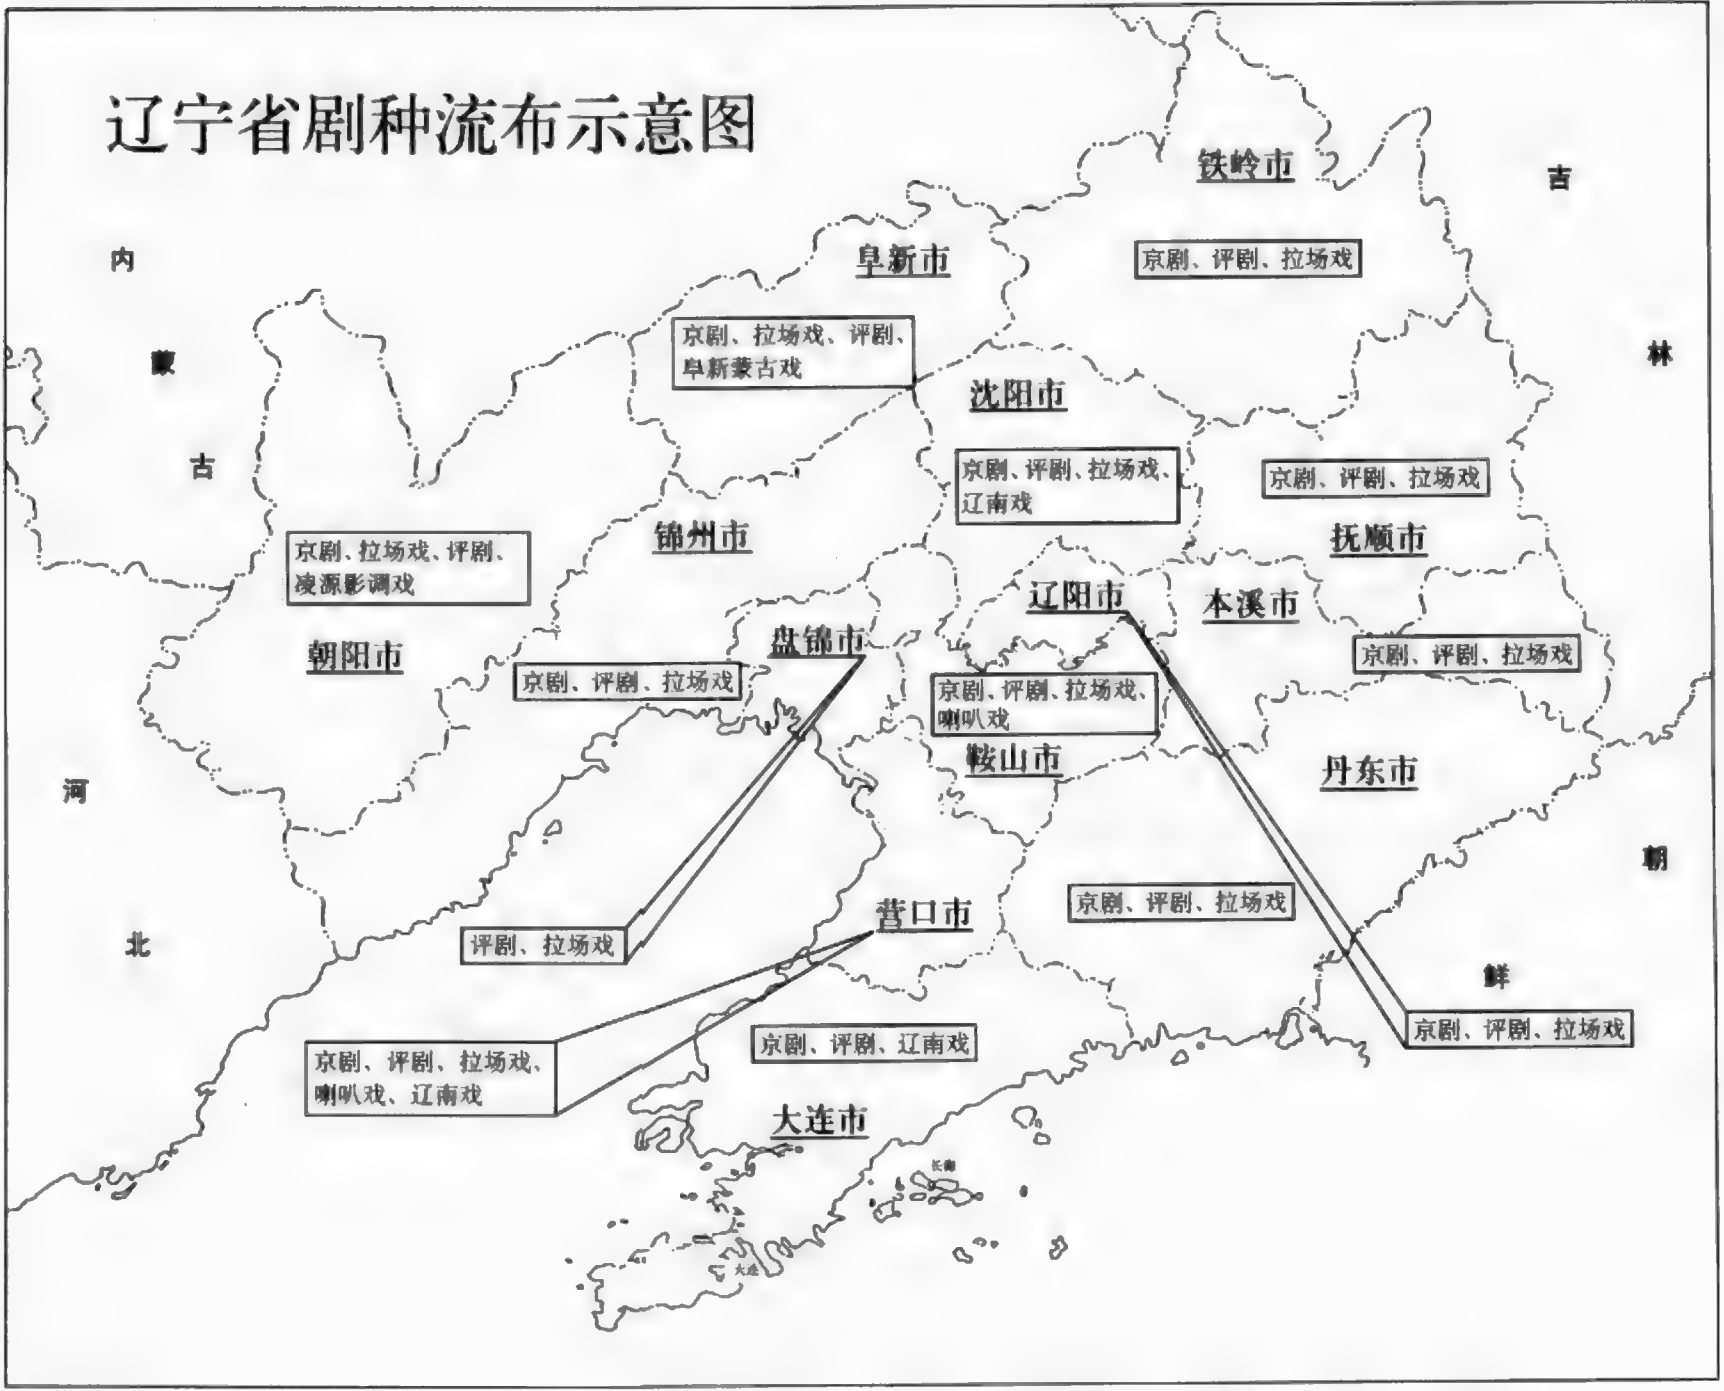 辽宁省剧种流布示意图
铁岭市
吉
京剧、评剧、拉场戏
内
阜新市
京剧、拉场戏、评剧、
阜新蒙古戏
林
蒙
沈阳市
古
京剧、评剧、拉场戏、
辽南戏
京剧、评剧、拉场戏
抚顺市
锦州市
京剧、拉场戏、评剧、
凌源影调戏
朝阳市
辽阳市
本溪市
盘锦市
京剧、评剧、拉场戏
京剧、评剧、拉场戏
京剧、评剧、拉场戏、
喇叭戏
鞍山市
丹东市
河
朝
京剧、评剧、拉场戏
营口市
北
评剧、拉场戏
鲜
京剧、评剧、拉场戏
京剧、评剧、辽南戏
京剧、评剧、拉场戏、
喇叭戏、辽南戏
大连市
长海
大连